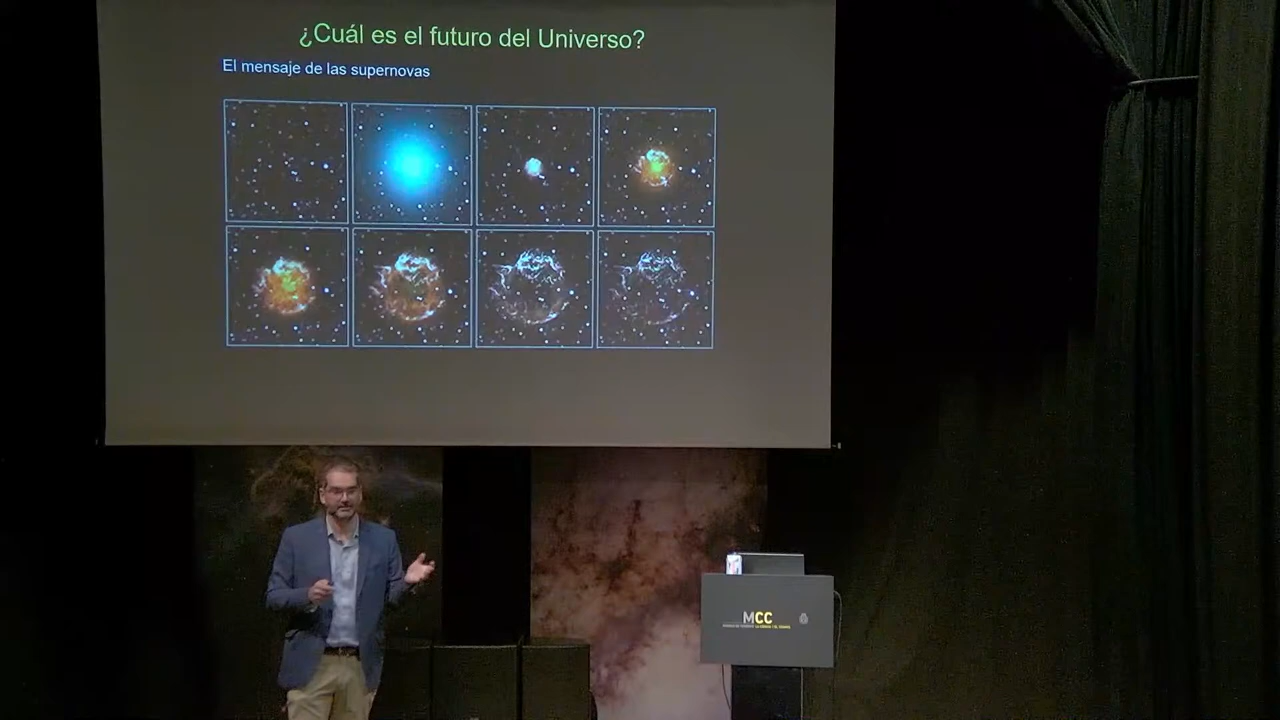 ¿Cuál es el futuro del Universo?
El mensaje de las supernovas
MCC